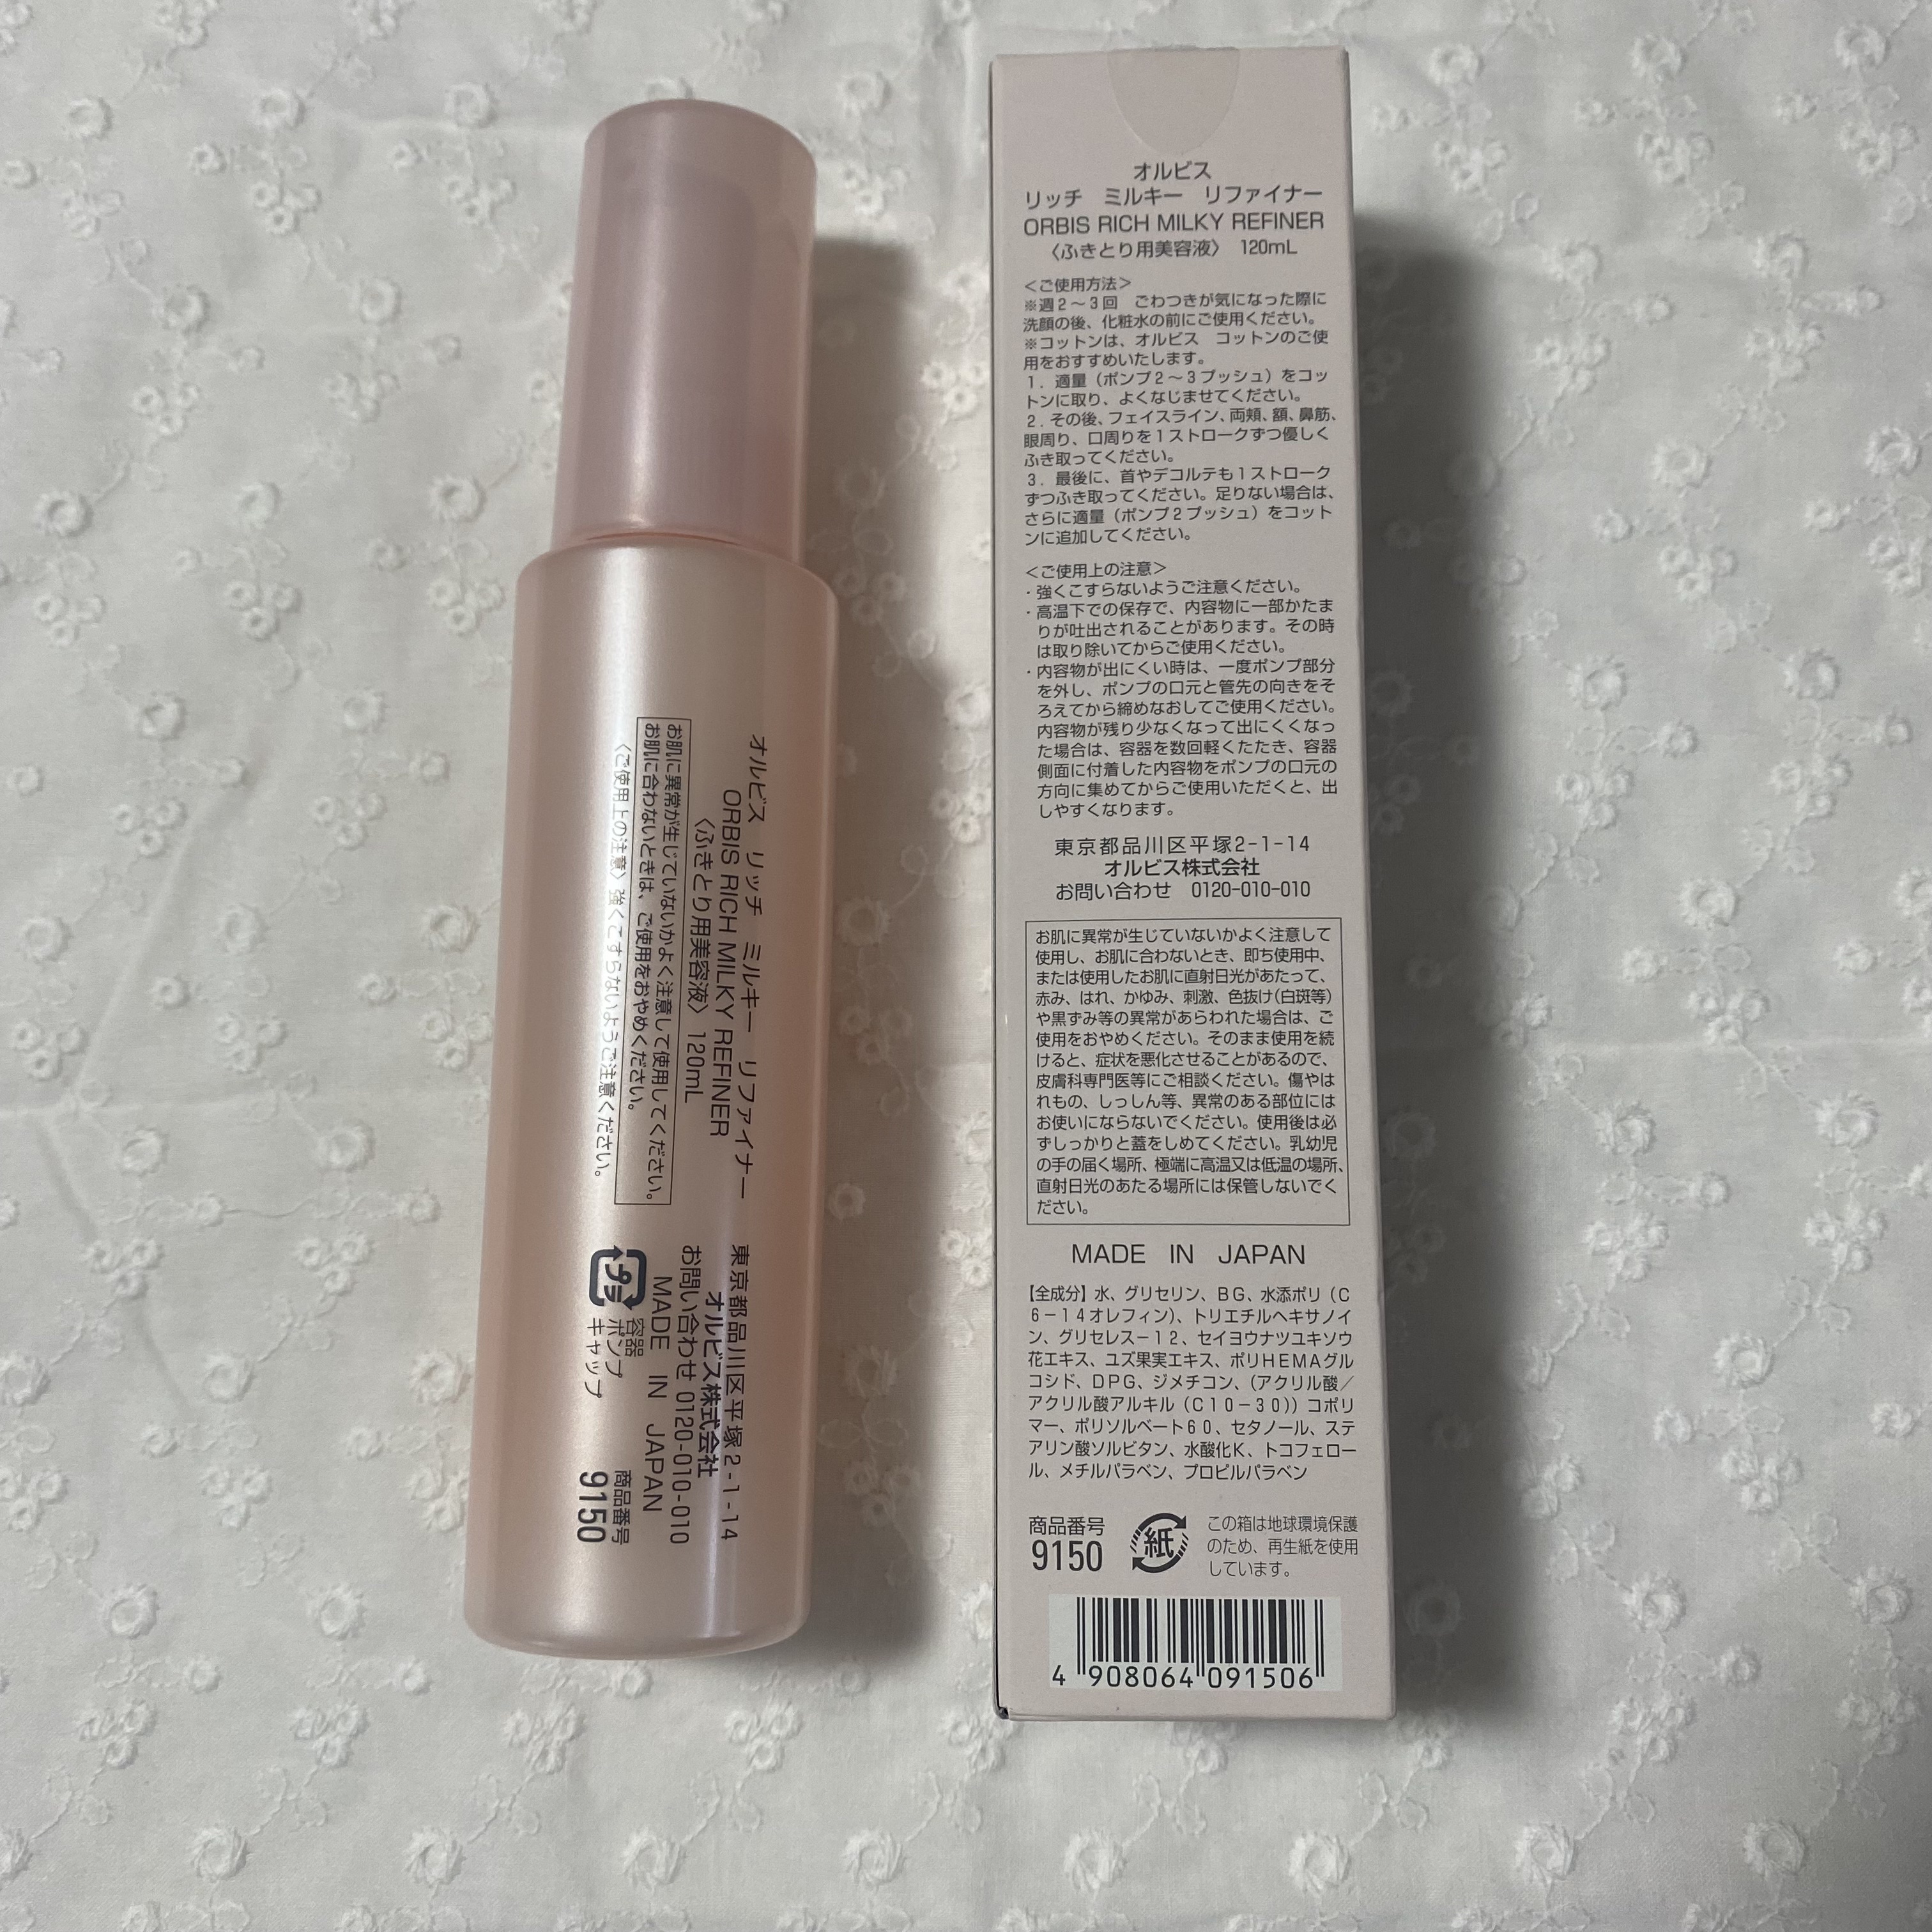 オルビス リッチ ミルキー リファイナー
ORBIS RICH MILKY REFINER
〈ふきとり用美容液〉 120mL
お肌に異常が生じていないかよく注意して使用してください。
お肌に合わないときは、ご使用をおやめください。
〈ご使用上の注意〉強くこすらないようご注意ください。
東京都品川区平塚2-1-14
オルビス株式会社
お問い合わせ 0120-010-010
MADE IN JAPAN
プラ
容器
ポンプ
キャップ
商品番号
9150
オルビス
リッチ ミルキー リファイナー
ORBIS RICH MILKY REFINER
〈ふきとり用美容液〉 120mL
＜ご使用方法＞
※週2～3回 ごわつきが気になった際に
洗顔の後、化粧水の前にご使用ください。
※コットンは、オルビス コットンのご使
用をおすすめいたします。
1. 適量（ポンプ2～3プッシュ）をコッ
トンに取り、よくなじませてください。
2. その後、フェイスライン、両頬、額、鼻筋、
眼周り、口周りを1ストロークずつ優しく
ふき取ってください。
3. 最後に、首やデコルテも1ストローク
ずつふき取ってください。足りない場合は、
さらに適量（ポンプ2プッシュ）をコット
ンに追加してください。
＜ご使用上の注意＞
・強くこすらないようご注意ください。
・高温下での保存で、内容物に一部かたま
りが吐出されることがあります。その時
は取り除いてからご使用ください。
・内容物が出にくい時は、一度ポンプ部分
を外し、ポンプの口元と管先の向きをそ
ろえてから締めなおしてご使用ください。
内容物が残り少なくなって出にくくなっ
た場合は、容器を数回軽くたたき、容器
側面に付着した内容物をポンプの口元の
方向に集めてからご使用いただくと、出
しやすくなります。
東京都品川区平塚2-1-14
オルビス株式会社
お問い合わせ 0120-010-010
お肌に異常が生じていないかよく注意して
使用し、お肌に合わないとき、即ち使用中、
または使用したお肌に直射日光があたって、
赤み、はれ、かゆみ、刺激、色抜け(白斑等)
や黒ずみ等の異常があらわれた場合は、ご
使用をおやめください。そのまま使用を続
けると、症状を悪化させることがあるので、
皮膚科専門医等にご相談ください。傷やは
れもの、しっしん等、異常のある部位には
お使いにならないでください。使用後は必
ずしっかりと蓋をしめてください。乳幼児
の手の届く場所、極端に高温又は低温の場所、
直射日光のあたる場所には保管しないでく
ださい。
MADE IN JAPAN
【全成分】水、グリセリン、BG、水添ポリ（C
6－14オレフィン）、トリエチルヘキサノイ
ン、グリセレス－12、セイヨウナツユキソウ
花エキス、ユズ果実エキス、ポリHEMAグル
コシド、DPG、ジメチコン、（アクリル酸／
アクリル酸アルキル（C10－30））コポリ
マー、ポリソルベート60、セタノール、ステ
アリン酸ソルビタン、水酸化K、トコフェロー
ル、メチルパラベン、プロピルパラベン
商品番号
9150
紙
この箱は地球環境保護
のため、再生紙を使用
しています。
4 908064 091506